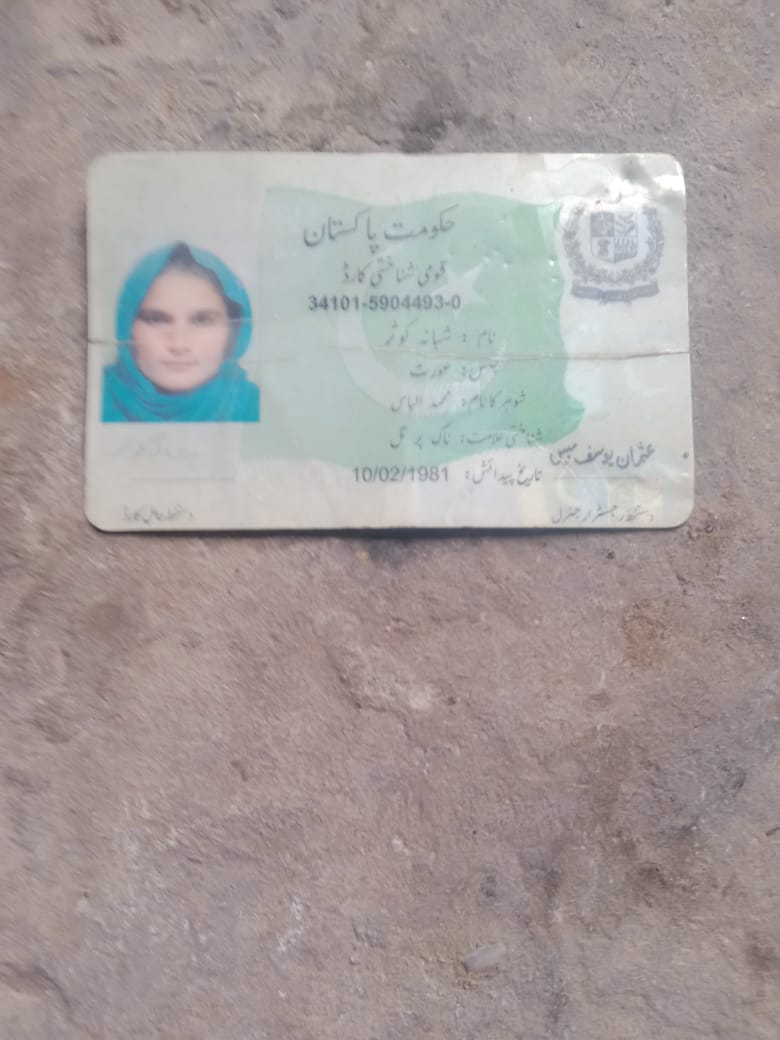 حکومت پاکستان
قومی شناختی کارڈ
34101-5904493-0
نام : شبانہ کوثر
جنس: عورت
شوہر کا نام: محمد الیاس
شناختی علامت: ناک پر تل
تاریخ پیدائش: 10/02/1981
عثمان یوسف مبین
دستخط رجسٹرار جنرل
دستخط حامل کارڈ